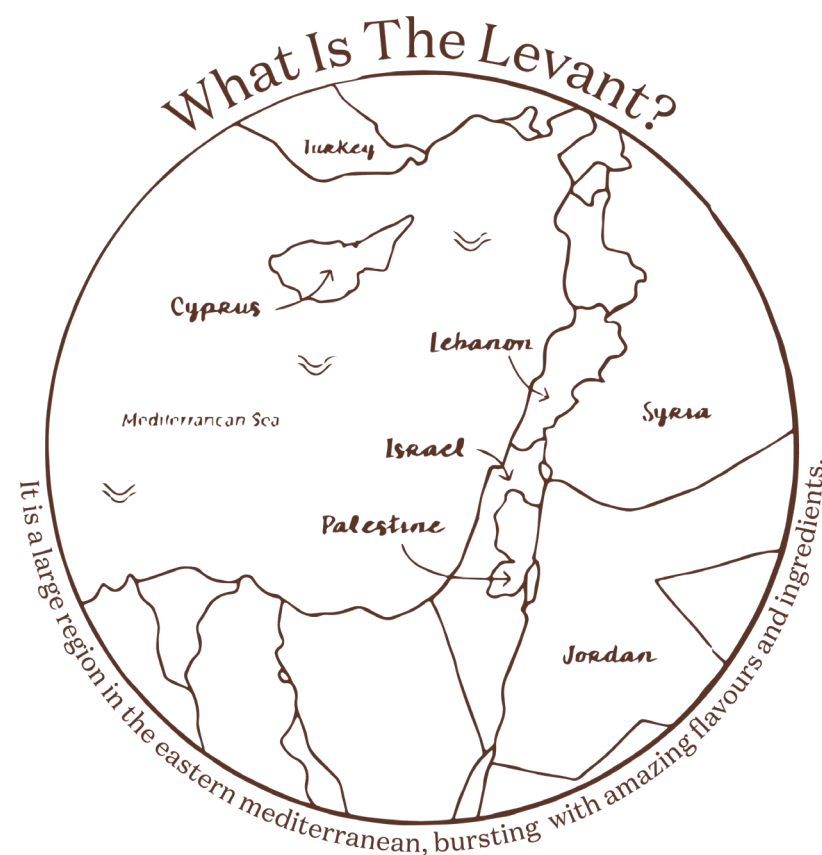 What Is The Levant?
Turkey
Cyprus
Lebanon
Mediterranean Sea
Syria
Israel
Palestine
Jordan
It is a large region in the eastern mediterranean, bursting with amazing flavours and ingredients.